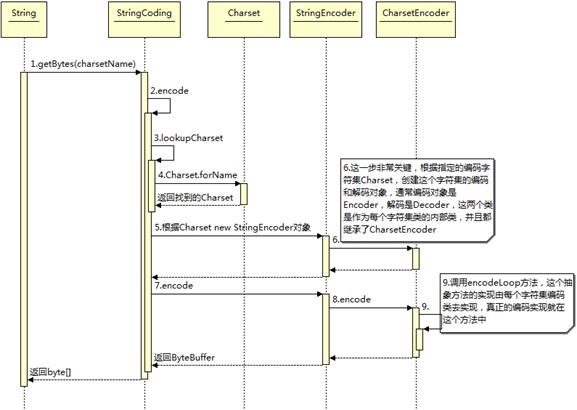 String
StringCoding
Charset
StringEncoder
CharsetEncoder
1.getBytes(charsetName)
2.encode
3.lookupCharset
4.Charset.forName
返回找到的Charset
5.根据Charset new StringEncoder对象
6.
6.这一步非常关键，根据指定的编码字
符集Charset，创建这个字符集的编码
和解码对象，通常编码对象是
Encoder，解码是Decoder，这两个类
是作为每个字符集类的内部类，并且都
继承了CharsetEncoder
7.encode
8.encode
9.
9.调用encodeLoop方法，这个抽
象方法的实现由每个字符集编码
类去实现，真正的编码实现就在
这个方法中
返回ByteBuffer
返回byte[]